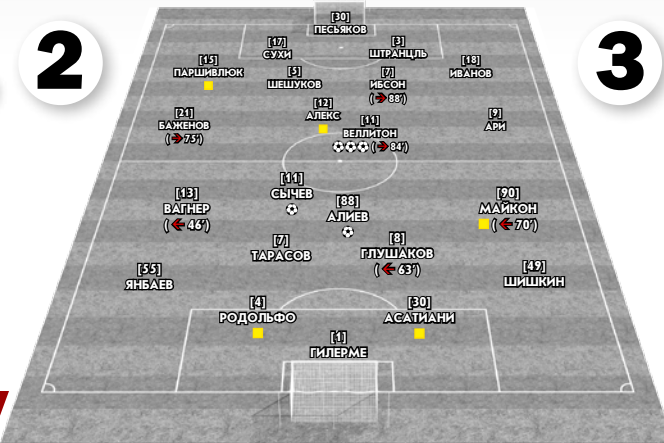 2
3
[30]
ПЕСЬЯКОВ
[17]
СУХИ
[3]
ШТРАНЦЛЬ
[15]
ПАРШИВЛЮК
[5]
ШЕШУКОВ
[7]
ИБСОН
(88')
[18]
ИВАНОВ
[21]
БАЖЕНОВ
(75')
[12]
АЛЕКС
[11]
ВЕЛЛИТОН
(84')
[9]
АРИ
[13]
ВАГНЕР
(46')
[11]
СЫЧЕВ
[88]
АЛИЕВ
[90]
МАЙКОН
(70')
[7]
ТАРАСОВ
[8]
ГЛУШАКОВ
(63')
[55]
ЯНБАЕВ
[49]
ШИШКИН
[4]
РОДОЛЬФО
[30]
АСАТИАНИ
[1]
ГИЛЕРМЕ